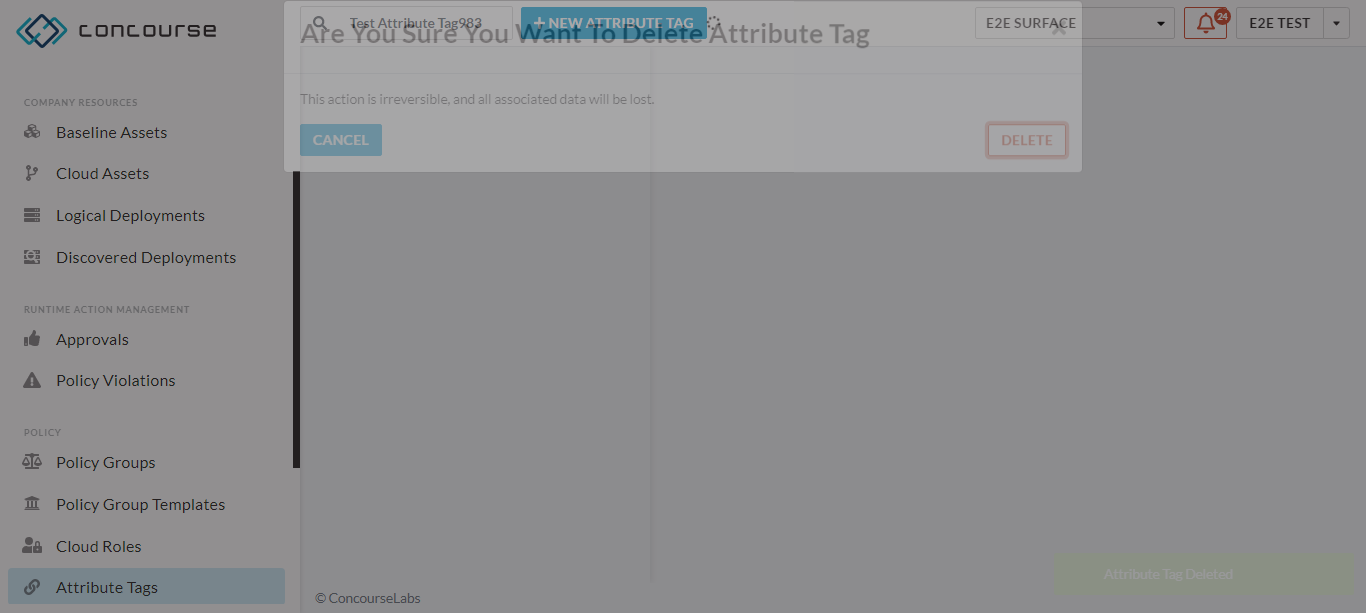 concourse
Test Attribute Tag983
+ NEW ATTRIBUTE TAG
E2E SURFACE
24
E2E TEST
Are You Sure You Want To Delete Attribute Tag
This action is irreversible, and all associated data will be lost.
CANCEL
DELETE
COMPANY RESOURCES
Baseline Assets
Cloud Assets
Logical Deployments
Discovered Deployments
RUNTIME ACTION MANAGEMENT
Approvals
Policy Violations
POLICY
Policy Groups
Policy Group Templates
Cloud Roles
Attribute Tags
Attribute Tag Deleted
© ConcourseLabs